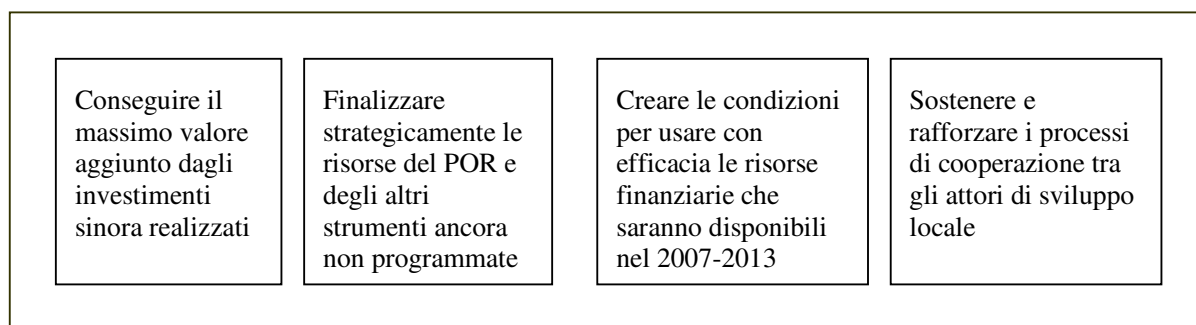 Conseguire il
massimo valore
aggiunto dagli
investimenti
sinora realizzati
Finalizzare
strategicamente le
risorse del POR e
degli altri
strumenti ancora
non programmate
Creare le condizioni
per usare con
efficacia le risorse
finanziarie che
saranno disponibili
nel 2007-2013
Sostenere e
rafforzare i processi
di cooperazione tra
gli attori di sviluppo
locale